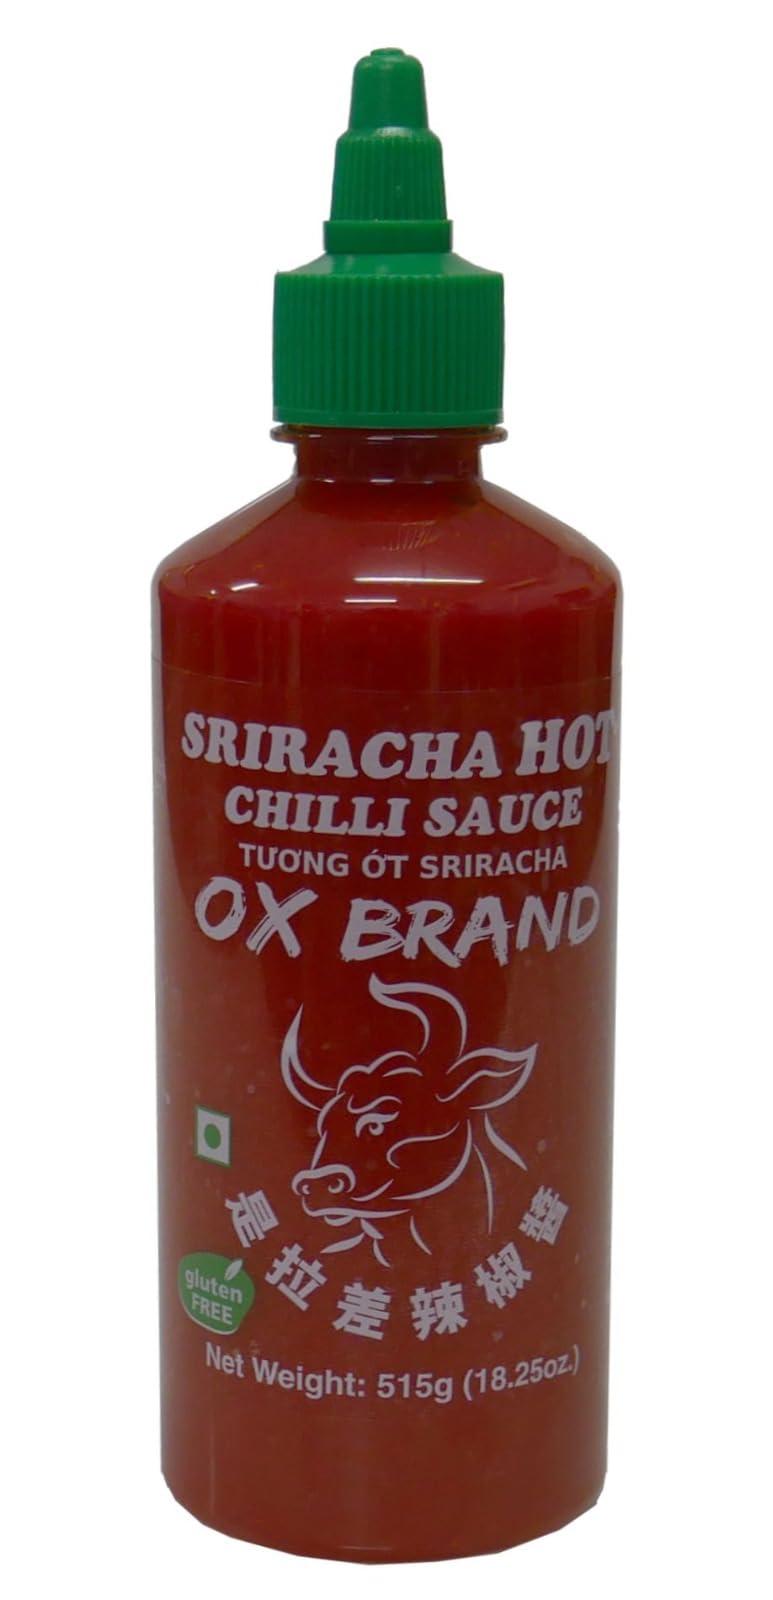 SRIRACHA HOT
CHILLI SAUCE
TƯƠNG ỚT SRIRACHA
OX BRAND
是拉差辣椒醬
gluten
FREE
Net Weight: 515g (18.25oz.)